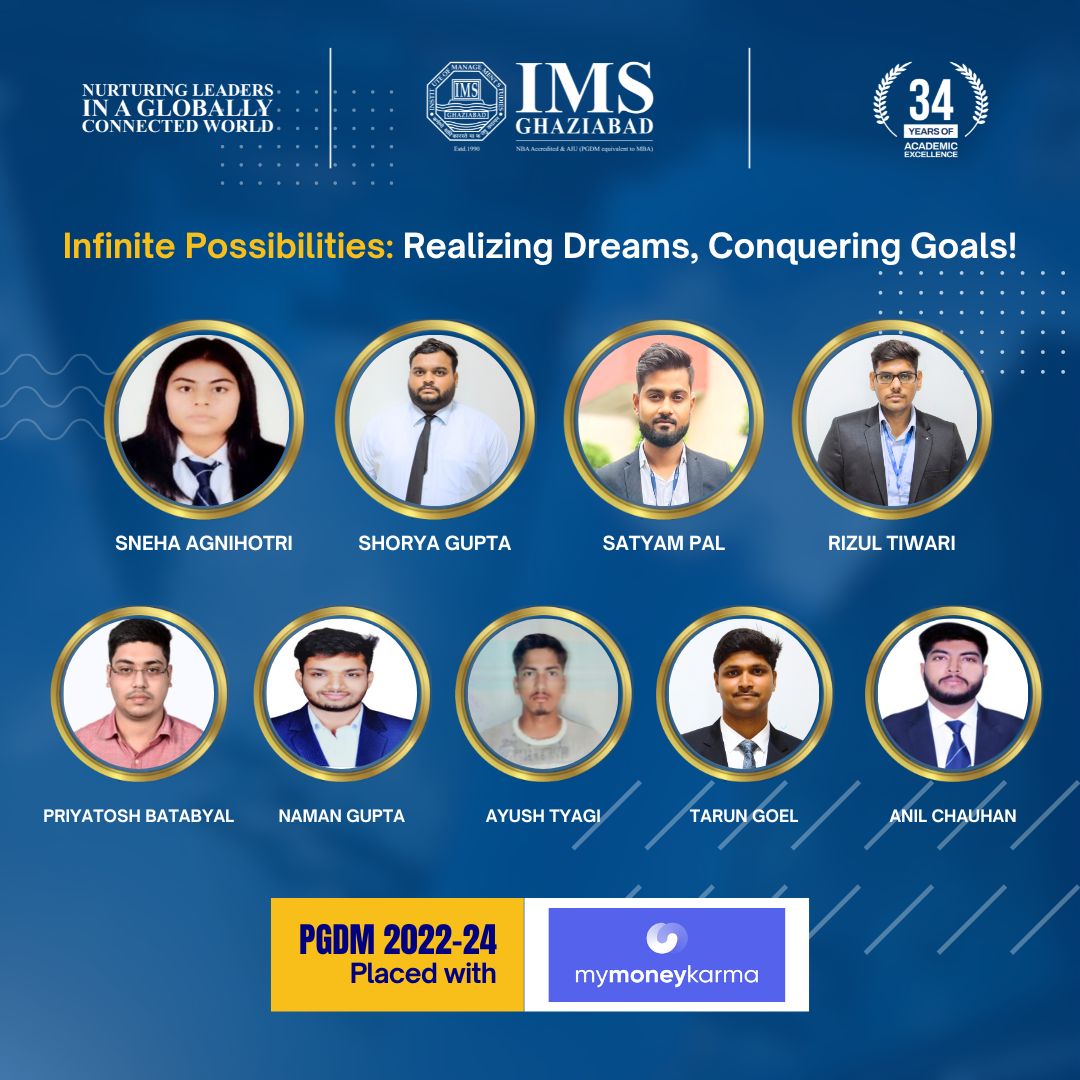 NURTURING LEADERS
IN A GLOBALLY
CONNECTED WORLD
IMS
GHAZIABAD
Estd.1990
IMS
GHAZIABAD
NBA Accredited & AIU (PGDM equivalent to MBA)
34
YEARS OF
ACADEMIC
EXCELLENCE
Infinite Possibilities: Realizing Dreams, Conquering Goals!
SNEHA AGNIHOTRI
SHORYA GUPTA
SATYAM PAL
RIZUL TIWARI
PRIYATOSH BATABYAL
NAMAN GUPTA
AYUSH TYAGI
TARUN GOEL
ANIL CHAUHAN
PGDM 2022-24
Placed with
mymoneykarma